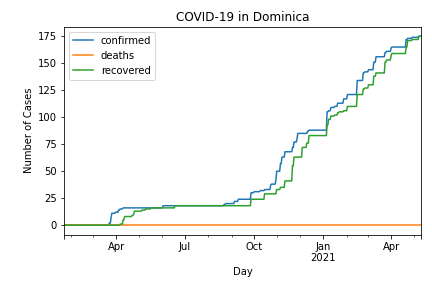 COVID-19 in Dominica
confirmed
deaths
recovered
Number of Cases
175
150
125
100
75
50
25
0
Apr
Jul
Oct
Jan
2021
Apr
Day